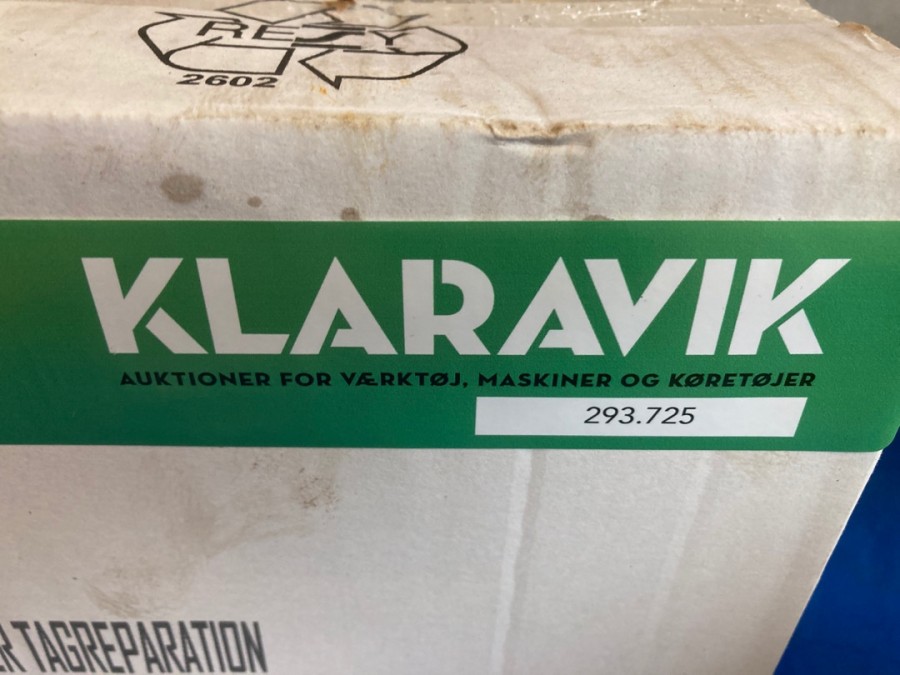 RESY
2602
KLARAVIK
AUKTIONER FOR VÆRKTØJ, MASKINER OG KØRETØJER
293.725
TAGREPARATION